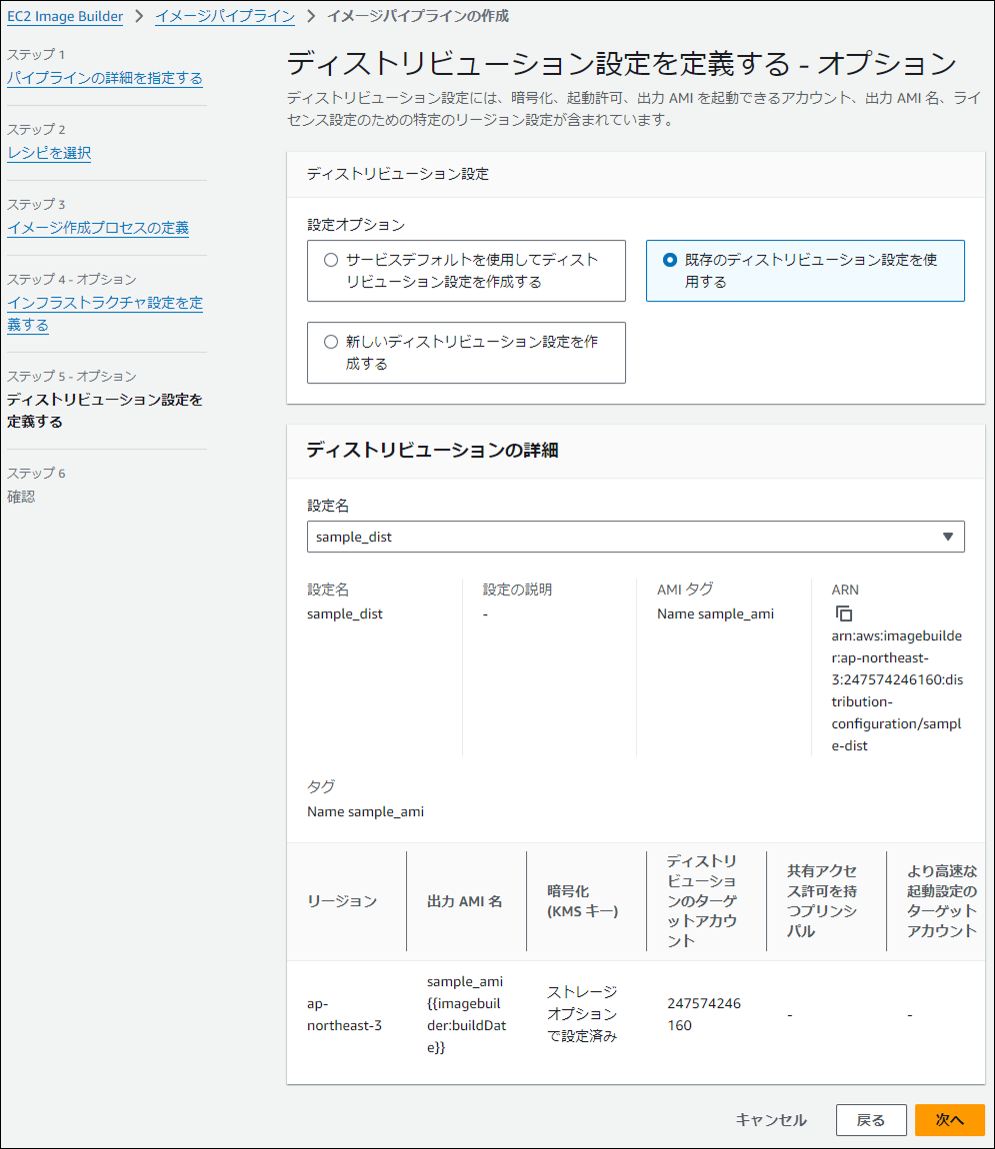 EC2 Image Builder > イメージパイプライン > イメージパイプラインの作成
ステップ 1
パイプラインの詳細を指定する
ステップ 2
レシピを選択
ステップ 3
イメージ作成プロセスの定義
ステップ 4 - オプション
インフラストラクチャ設定を定
義する
ステップ 5 - オプション
ディストリビューション設定を
定義する
ステップ 6
確認
ディストリビューション設定を定義する - オプション
ディストリビューション設定には、暗号化、起動許可、出力 AMI を起動できるアカウント、出力 AMI 名、ライ
センス設定のための特定のリージョン設定が含まれています。
ディストリビューション設定
設定オプション
サービスデフォルトを使用してディスト
リビューション設定を作成する
既存のディストリビューション設定を使
用する
新しいディストリビューション設定を作
成する
ディストリビューションの詳細
設定名
sample_dist
設定名
sample_dist
設定の説明
-
AMI タグ
Name sample_ami
ARN
arn:aws:imagebuilde
r:ap-northeast-
3:247574246160:dis
tribution-
configuration/sampl
e-dist
タグ
Name sample_ami
リージョン
出力 AMI 名
暗号化
(KMS キー)
ディストリ
ビューショ
ンのターゲ
ットアカウ
ント
共有アクセ
ス許可を持
つプリンシ
パル
より高速な
起動設定の
ターゲット
アカウント
ap-
northeast-3
sample_ami
{{imagebuil
der:buildDat
e}}
ストレージ
オプション
で設定済み
247574246
160
-
-
キャンセル
戻る
次へ